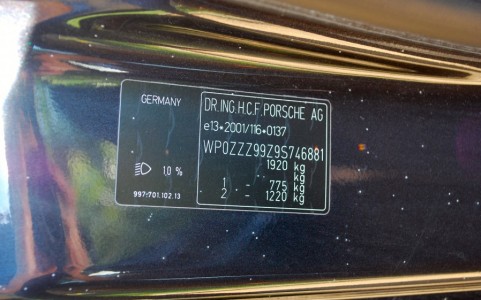 GERMANY
DR.ING.H.C.F.PORSCHE AG
e13*2001/116*0137
WP0ZZZ99Z9S746881
1920 kg
- kg
1 - 775 kg
2 - 1220 kg
1,0 %
997.701.102.13